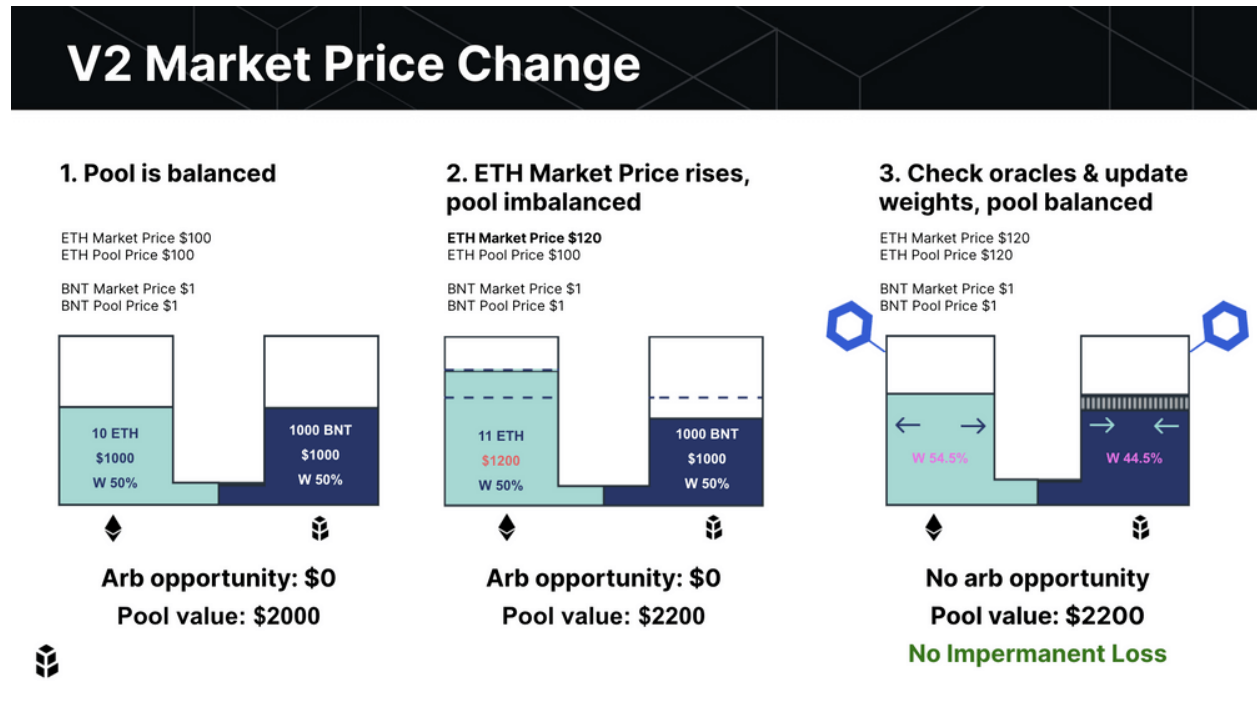 V2 Market Price Change
1. Pool is balanced
ETH Market Price $100
ETH Pool Price $100
BNT Market Price $1
BNT Pool Price $1
10 ETH
$1000
W 50%
1000 BNT
$1000
W 50%
Arb opportunity: $0
Pool value: $2000
2. ETH Market Price rises,
pool imbalanced
ETH Market Price $120
ETH Pool Price $100
BNT Market Price $1
BNT Pool Price $1
11 ETH
$1200
W 50%
1000 BNT
$1000
W 50%
Arb opportunity: $0
Pool value: $2200
3. Check oracles & update
weights, pool balanced
ETH Market Price $120
ETH Pool Price $120
BNT Market Price $1
BNT Pool Price $1
W 54.5%
W 44.5%
No arb opportunity
Pool value: $2200
No Impermanent Loss